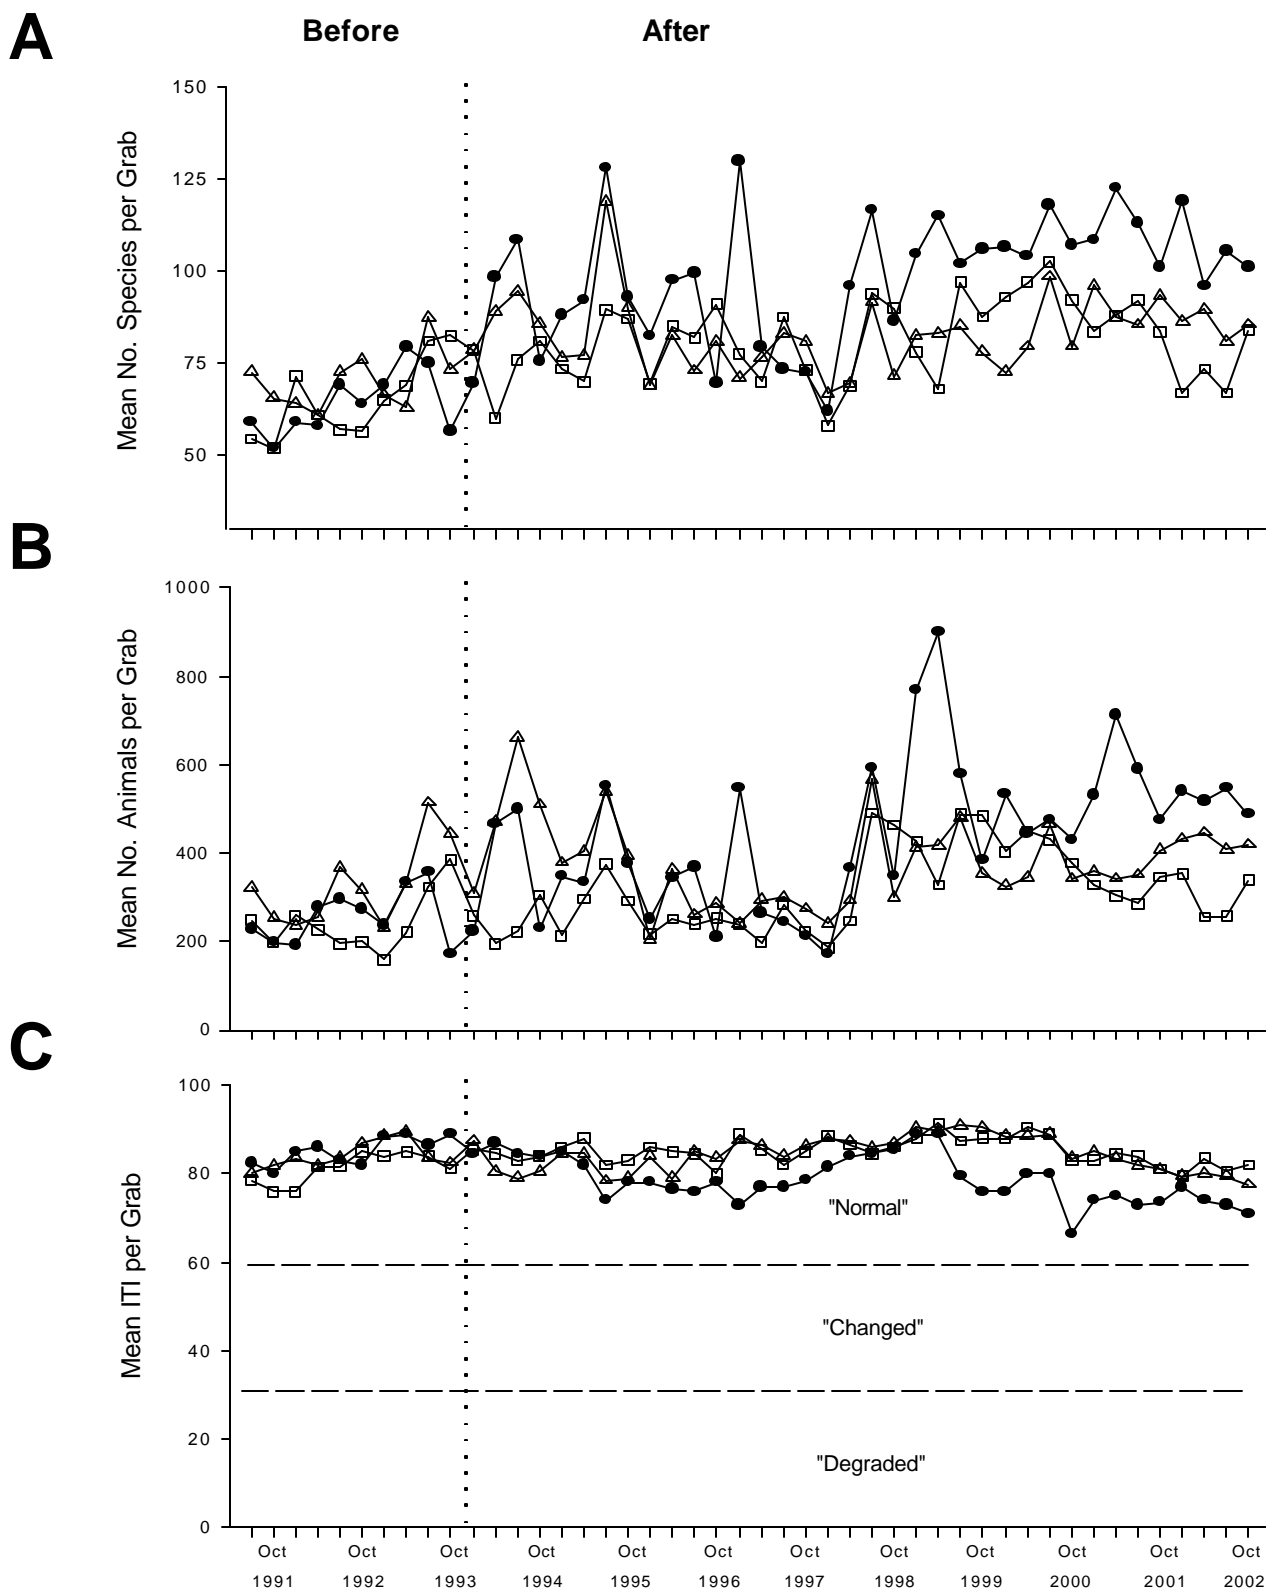 A
Before After
150
125
100
75
50
Mean No. Species per Grab
B
1000
800
600
400
200
0
Mean No. Animals per Grab
C
100
80
60
40
20
0
Mean ITI per Grab
"Normal"
"Changed"
"Degraded"
Oct Oct Oct Oct Oct Oct Oct Oct Oct Oct Oct Oct
1991 1992 1993 1994 1995 1996 1997 1998 1999 2000 2001 2002